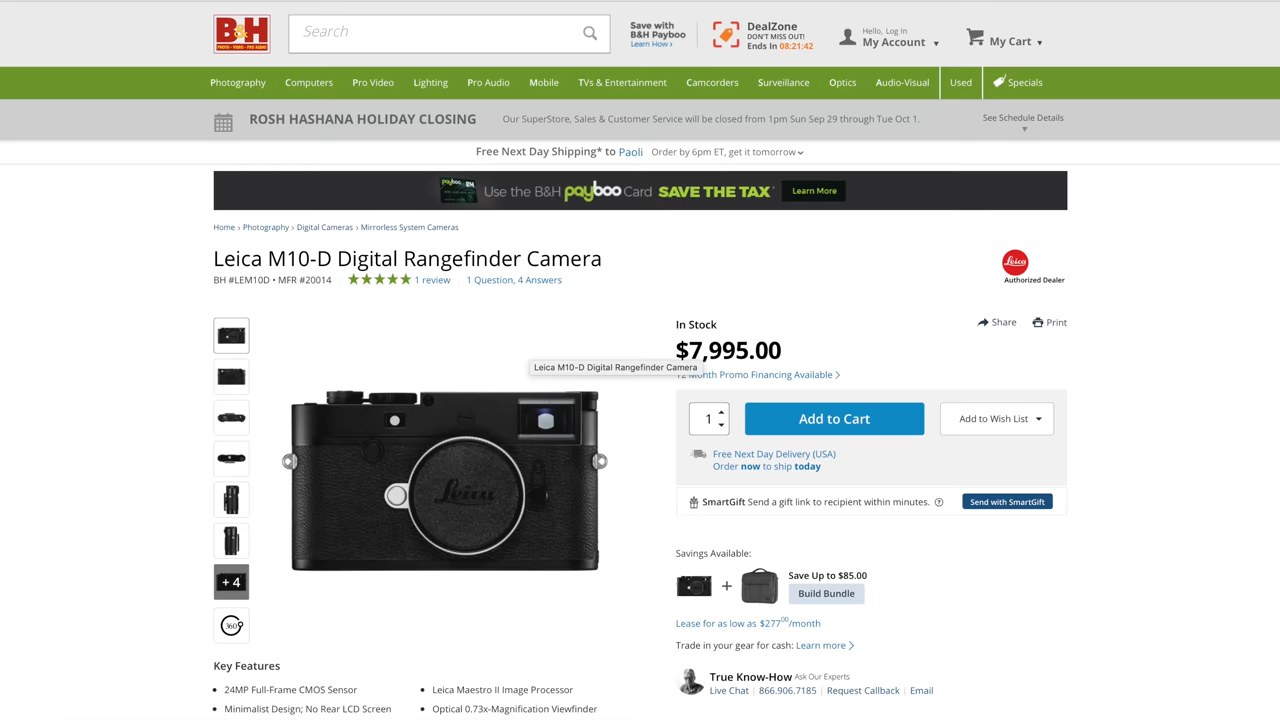 B&H
PHOTO - VIDEO - PRO AUDIO
Search
Save with
B&H Payboo
Learn How ›
DealZone
DON'T MISS OUT!
Ends In 08:21:42
Hello, Log In
My Account
My Cart
Photography Computers Pro Video Lighting Pro Audio Mobile TVs & Entertainment Camcorders Surveillance Optics Audio-Visual Used Specials
ROSH HASHANA HOLIDAY CLOSING Our SuperStore, Sales & Customer Service will be closed from 1pm Sun Sep 29 through Tue Oct 1. See Schedule Details
Free Next Day Shipping* to Paoli Order by 6pm ET, get it tomorrow
payboo B&H Use the B&H payboo Card SAVE THE TAX* Learn More
Home › Photography › Digital Cameras › Mirrorless System Cameras
Leica M10-D Digital Rangefinder Camera
BH #LEM10D • MFR #20014 1 review 1 Question, 4 Answers
Leica
Authorized Dealer
In Stock
Share Print
$7,995.00
Leica M10-D Digital Rangefinder Camera
12 Month Promo Financing Available >
1 Add to Cart Add to Wish List
Free Next Day Delivery (USA)
Order now to ship today
Leica
SmartGift Send a gift link to recipient within minutes. ? Send with SmartGift
Savings Available:
+ Save Up to $85.00
Build Bundle
+ 4
Lease for as low as $277.00/month
360°
Trade in your gear for cash: Learn more >
Key Features
True Know-How Ask Our Experts
Live Chat | 866.906.7185 | Request Callback | Email
• 24MP Full-Frame CMOS Sensor
• Leica Maestro II Image Processor
• Minimalist Design; No Rear LCD Screen
• Optical 0.73x-Magnification Viewfinder